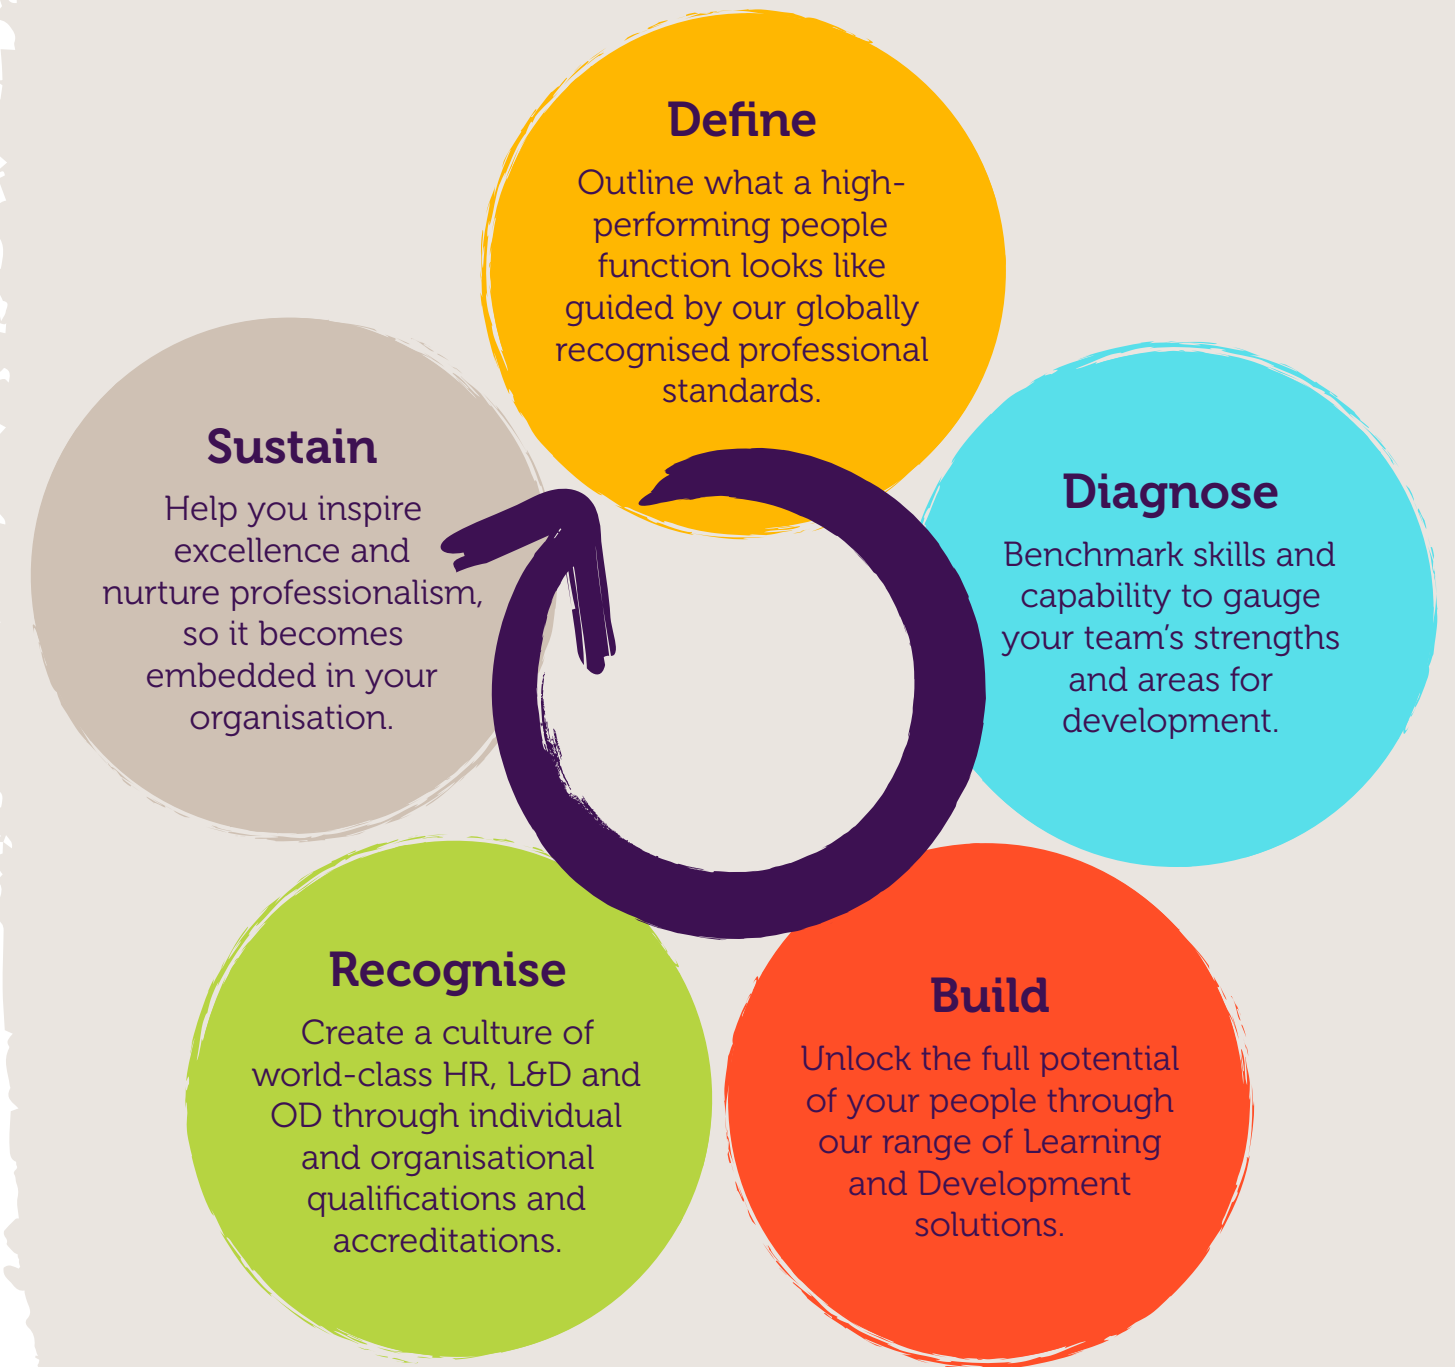 Define
Outline what a high-
performing people
function looks like
guided by our globally
recognised professional
standards.
Diagnose
Benchmark skills and
capability to gauge
your team’s strengths
and areas for
development.
Build
Unlock the full potential
of your people through
our range of Learning
and Development
solutions.
Recognise
Create a culture of
world-class HR, L&D and
OD through individual
and organisational
qualifications and
accreditations.
Sustain
Help you inspire
excellence and
nurture professionalism,
so it becomes
embedded in your
organisation.